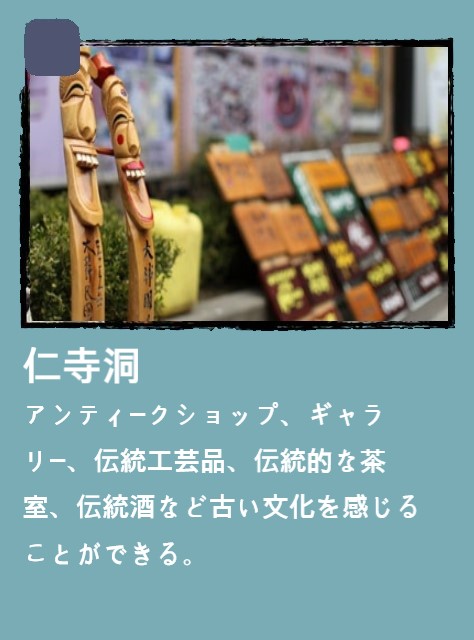 仁寺洞
アンティークショップ、ギャラ
リー、伝統工芸品、伝統的な茶
室、伝統酒など古い文化を感じる
ことができる。